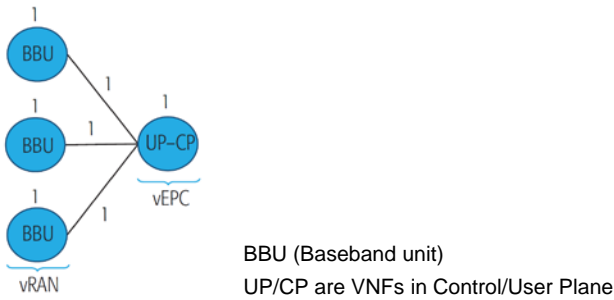 1
BBU
1
1
BBU
1
1
UP–CP
vEPC
1
BBU
1
vRAN
BBU (Baseband unit)
UP/CP are VNFs in Control/User Plane